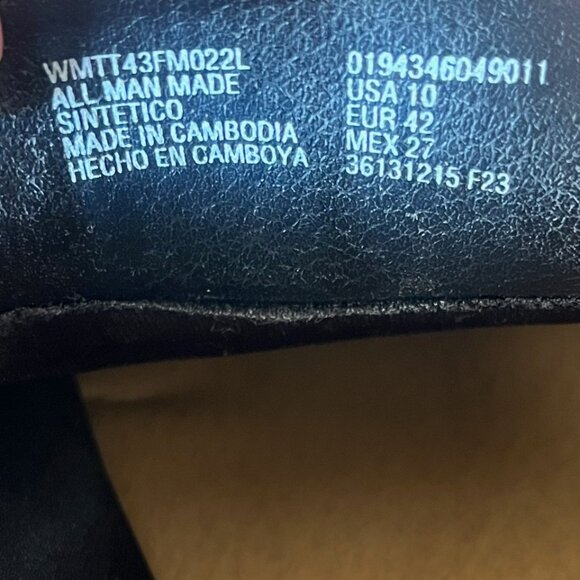 WMTT43FM022L
ALL MAN MADE
SINTETICO
MADE IN CAMBODIA
HECHO EN CAMBOYA
0194346049011
USA 10
EUR 42
MEX 27
36131215 F23